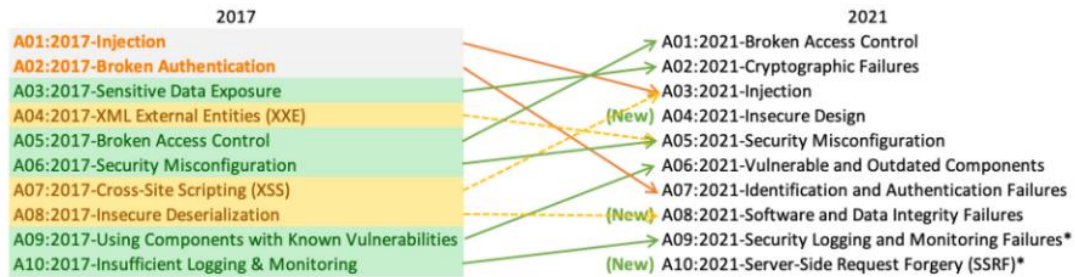 2017
2021
A01:2017-Injection
A02:2017-Broken Authentication
A03:2017-Sensitive Data Exposure
A04:2017-XML External Entities (XXE)
A05:2017-Broken Access Control
A06:2017-Security Misconfiguration
A07:2017-Cross-Site Scripting (XSS)
A08:2017-Insecure Deserialization
A09:2017-Using Components with Known Vulnerabilities
A10:2017-Insufficient Logging & Monitoring
A01:2021-Broken Access Control
A02:2021-Cryptographic Failures
A03:2021-Injection
(New) A04:2021-Insecure Design
A05:2021-Security Misconfiguration
A06:2021-Vulnerable and Outdated Components
A07:2021-Identification and Authentication Failures
(New) A08:2021-Software and Data Integrity Failures
A09:2021-Security Logging and Monitoring Failures*
(New) A10:2021-Server-Side Request Forgery (SSRF)*